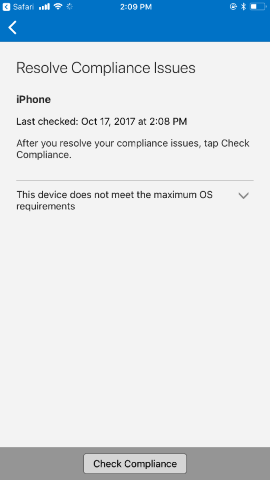 Safari 2:09 PM
Resolve Compliance Issues
iPhone
Last checked: Oct 17, 2017 at 2:08 PM
After you resolve your compliance issues, tap Check
Compliance.
This device does not meet the maximum OS
requirements
Check Compliance